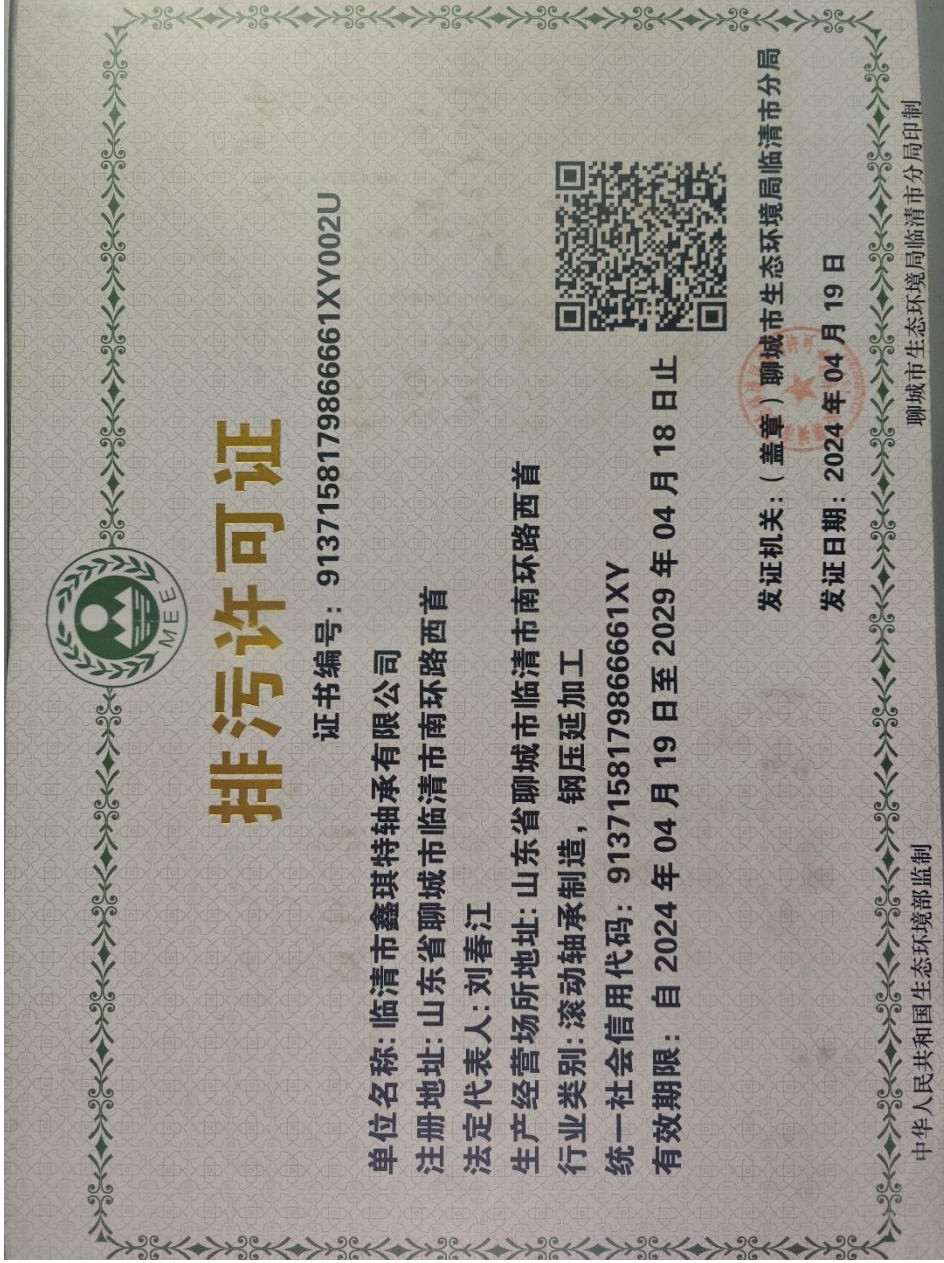 MEE
排污许可证
证书编号：91371581798666661XY002U
单位名称: 临清市鑫琪特轴承有限公司
注册地址: 山东省聊城市临清市南环路西首
法定代表人: 刘春江
生产经营场所地址: 山东省聊城市临清市南环路西首
行业类别: 滚动轴承制造，钢压延加工
统一社会信用代码：91371581798666661XY
有效期限：自 2024 年 04 月 19 日至 2029 年 04 月 18 日止
发证机关：（盖章）聊城市生态环境局临清市分局
发证日期：2024 年 04 月 19 日
中华人民共和国生态环境部监制
聊城市生态环境局临清市分局印制